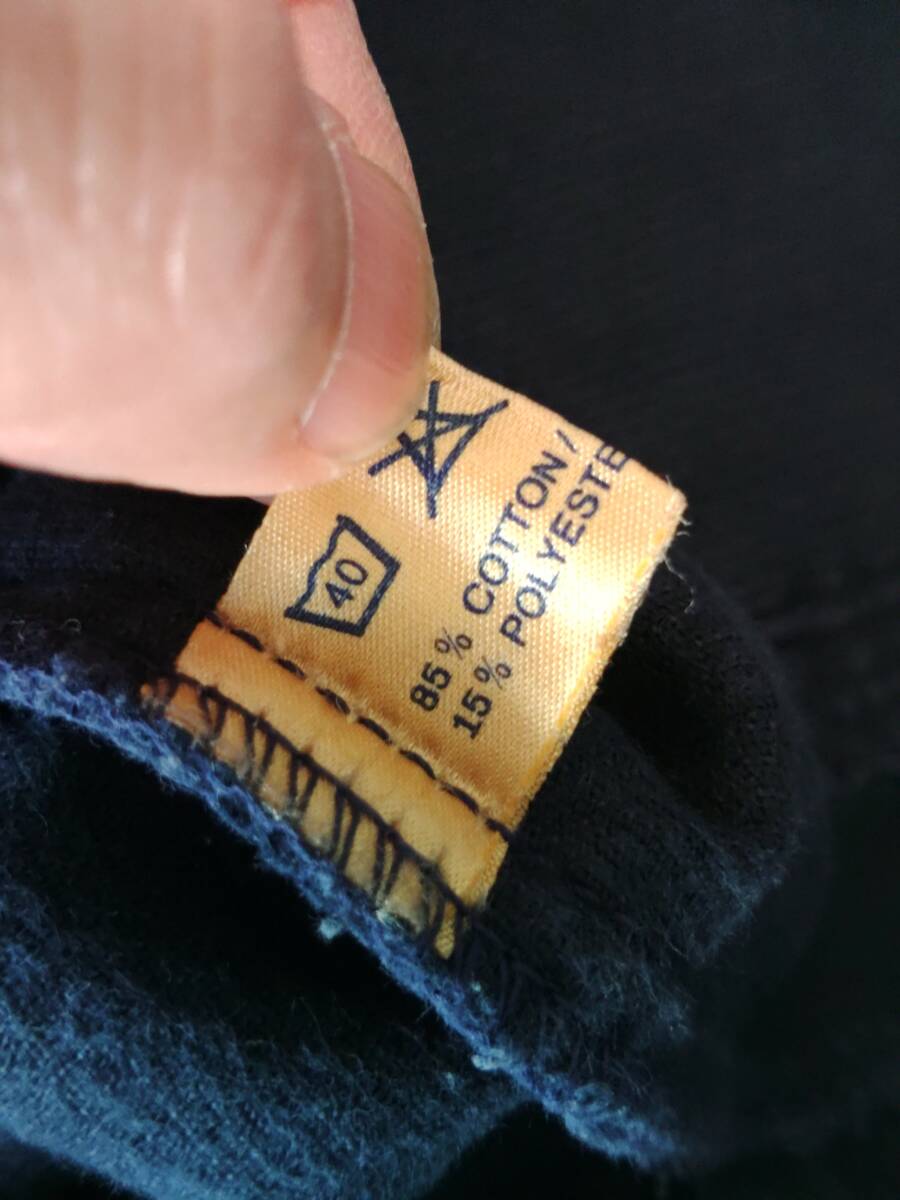 40
85% COTTON/
15% POLYESTE